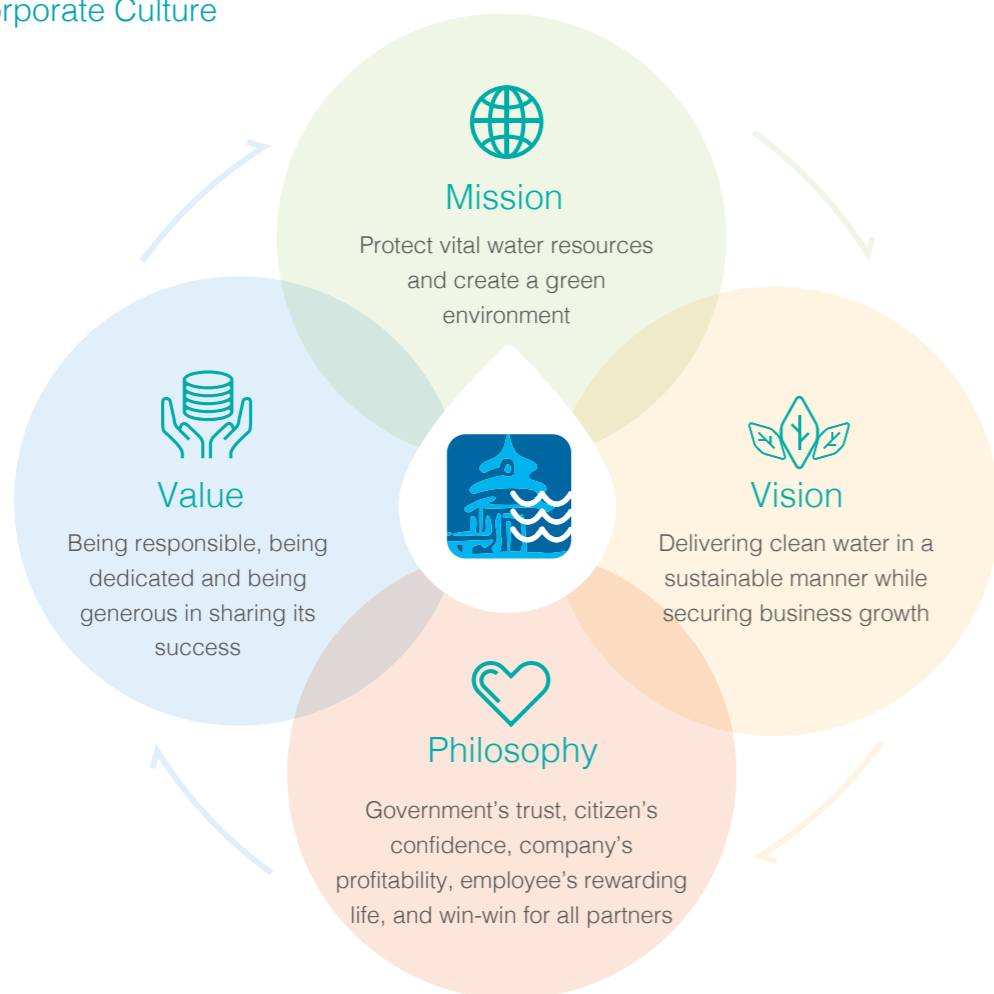 orporate Culture
Mission
Protect vital water resources
and create a green
environment
Value
Being responsible, being
dedicated and being
generous in sharing its
success
Vision
Delivering clean water in a
sustainable manner while
securing business growth
Philosophy
Government’s trust, citizen’s
confidence, company’s
profitability, employee’s rewarding
life, and win-win for all partners